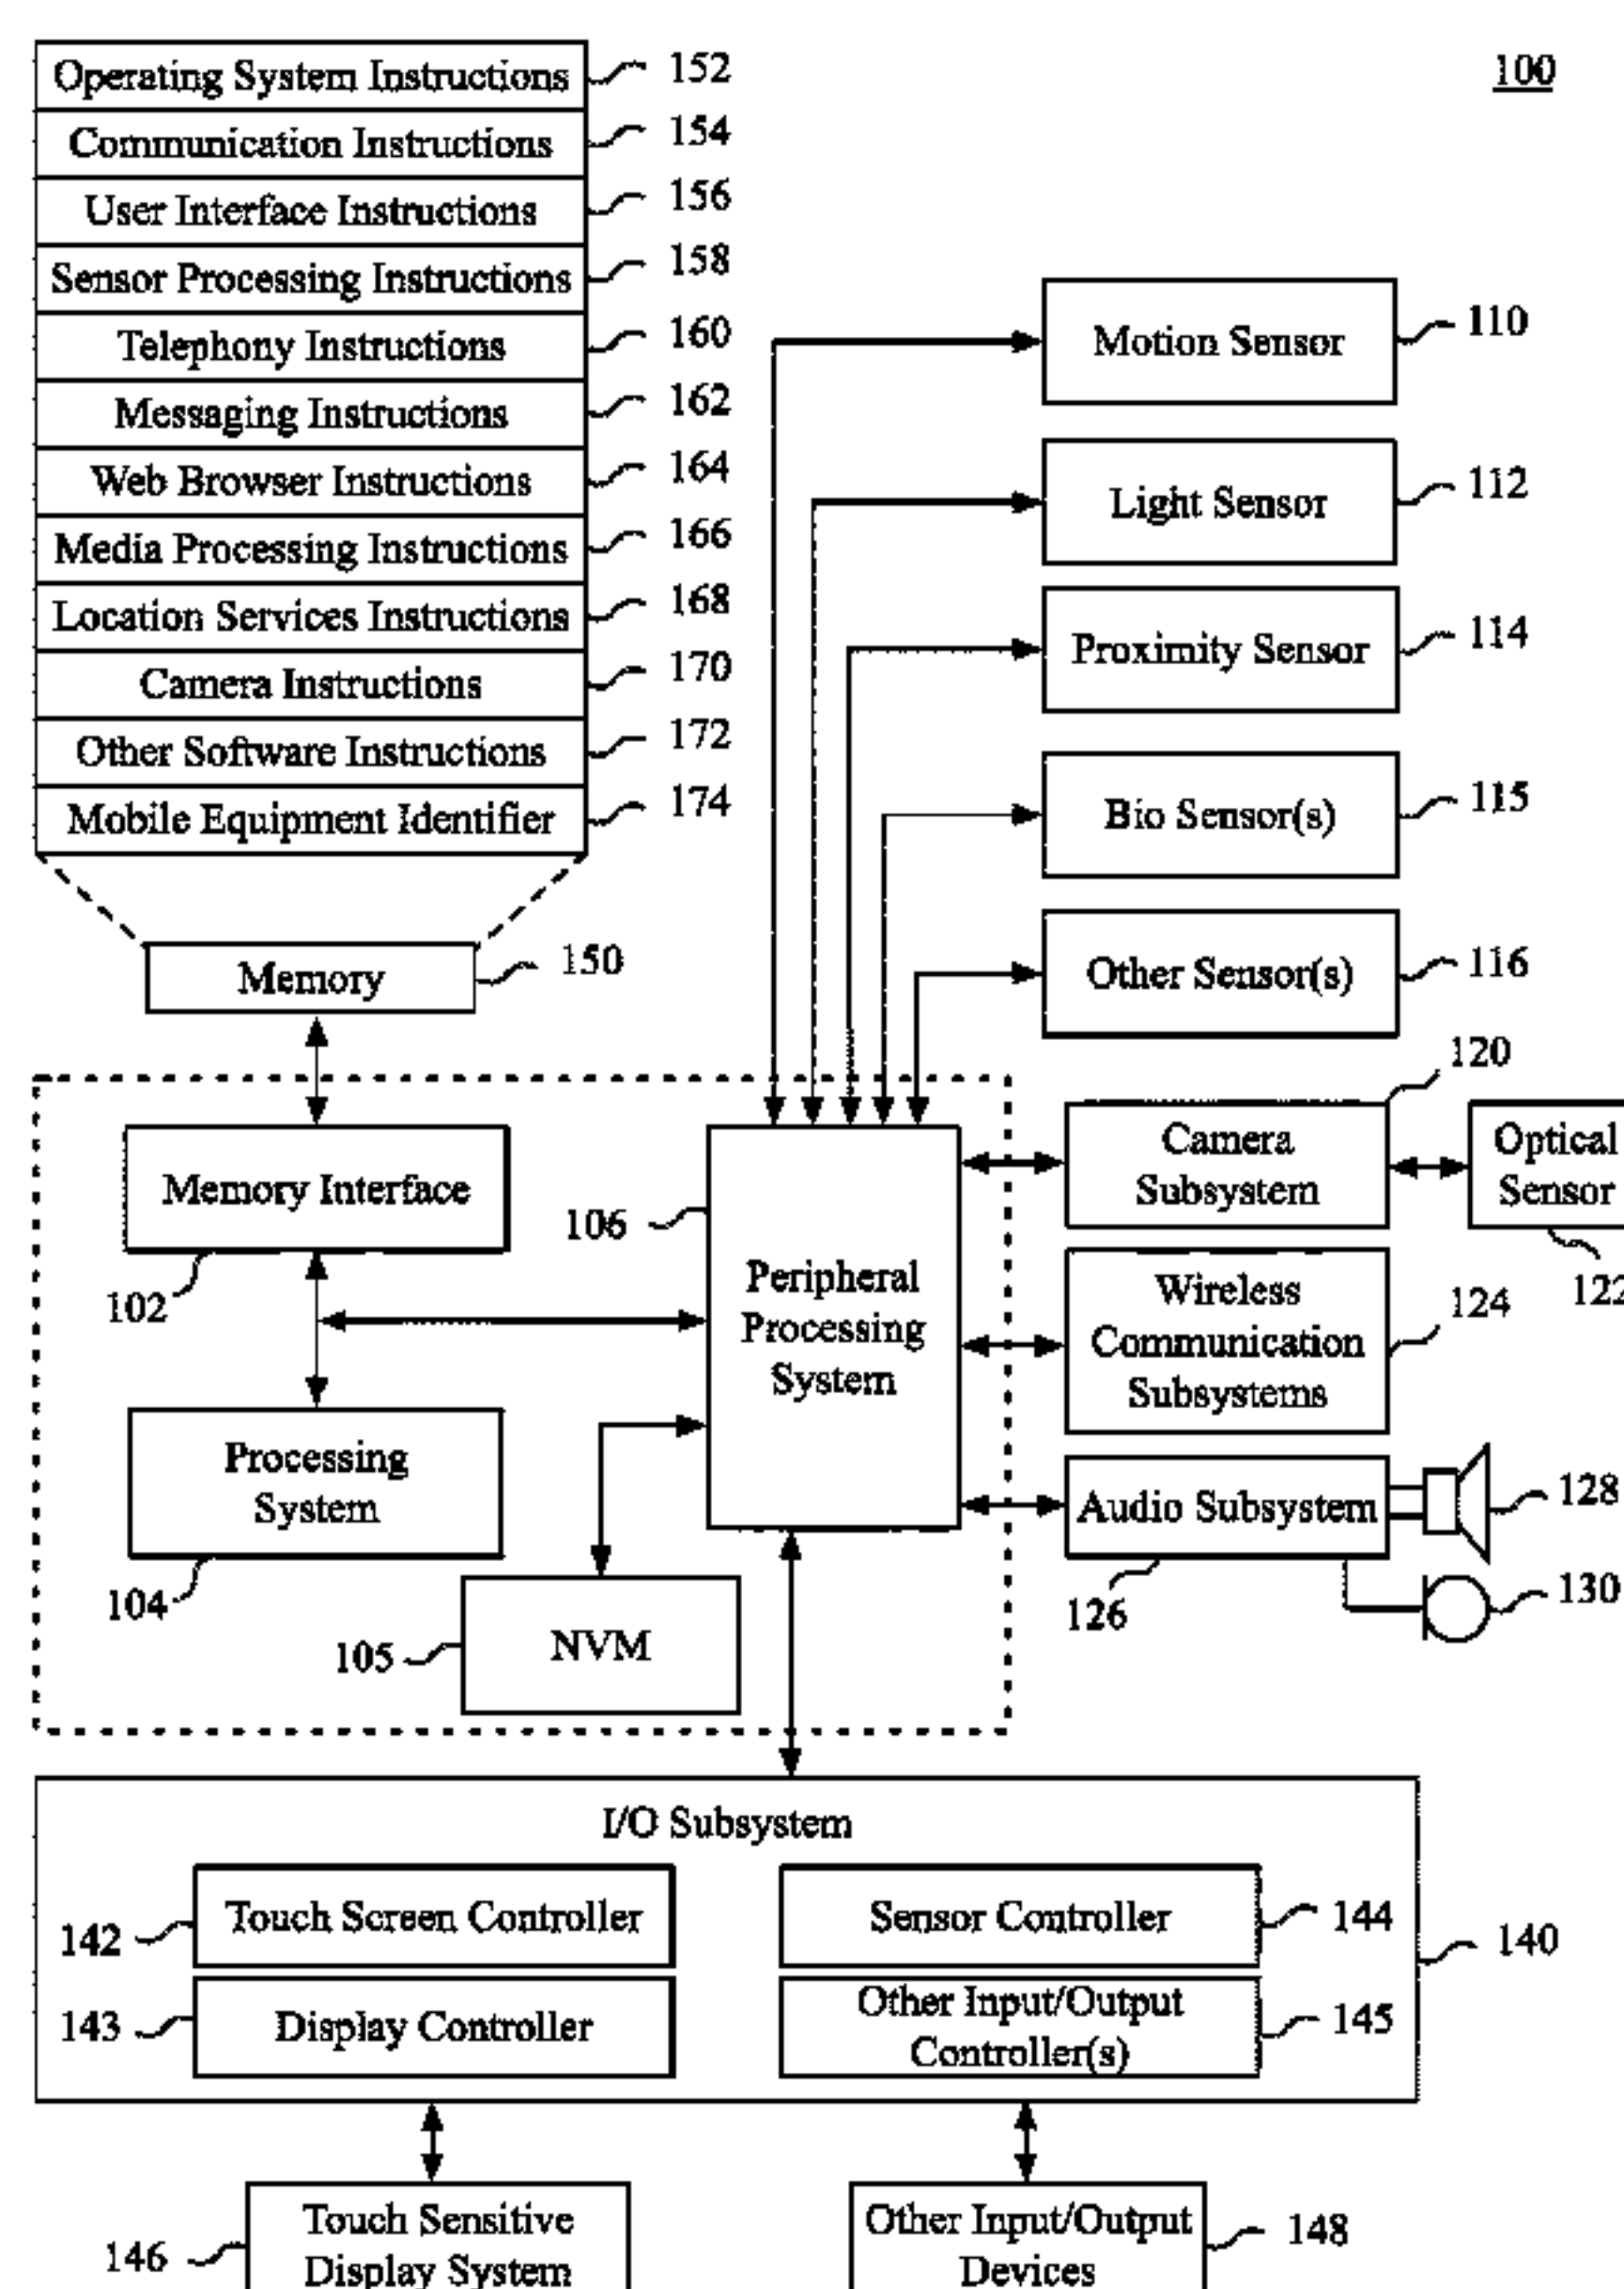 100
Operating System Instructions 152
Communication Instructions 154
User Interface Instructions 156
Sensor Processing Instructions 158
Telephony Instructions 160
Messaging Instructions 162
Web Browser Instructions 164
Media Processing Instructions 166
Location Services Instructions 168
Camera Instructions 170
Other Software Instructions 172
Mobile Equipment Identifier 174
Memory 150
Motion Sensor 110
Light Sensor 112
Proximity Sensor 114
Bio Sensor(s) 115
Other Sensor(s) 116
Memory Interface
102
Processing
System
104
105 NVM
106
Peripheral
Processing
System
120
Camera
Subsystem
Optical
Sensor
122
Wireless
Communication
Subsystems
124
Audio Subsystem
126
128
130
I/O Subsystem
140
142 Touch Screen Controller
143 Display Controller
Sensor Controller 144
Other Input/Output
Controller(s)
145
Touch Sensitive
Display System
146
Other Input/Output
Devices
148